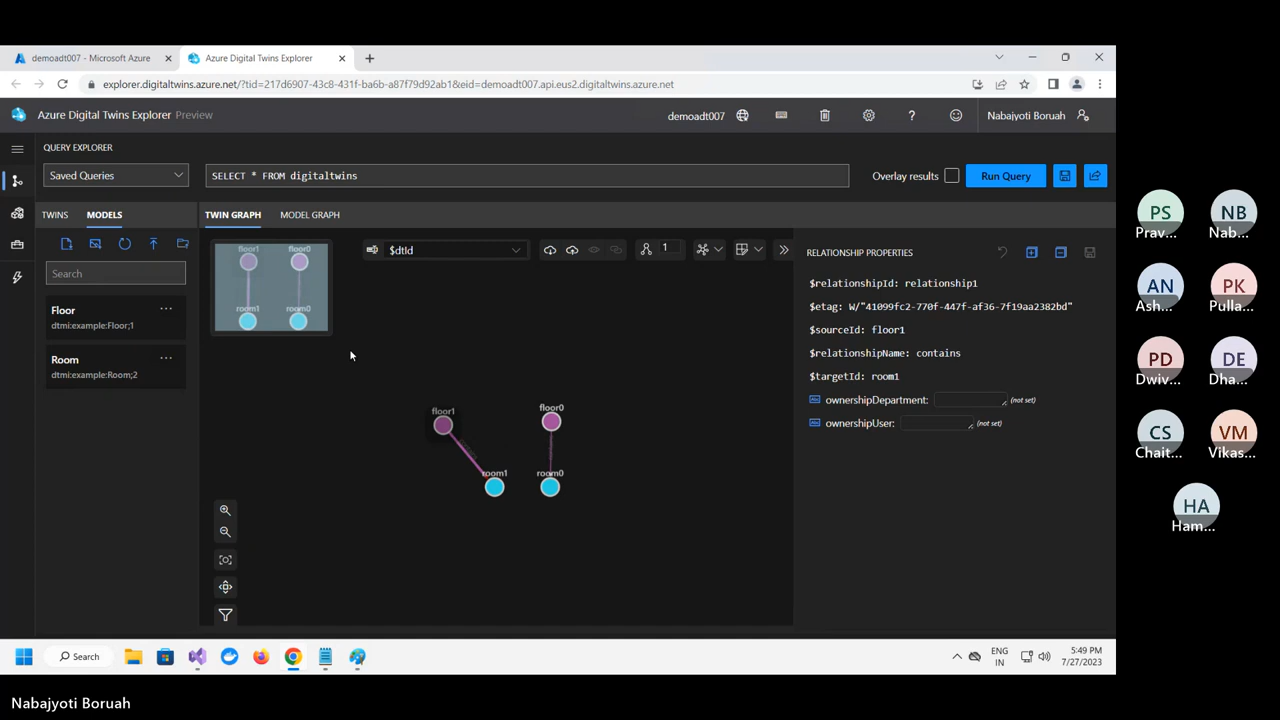 demoadt007 - Microsoft Azure
Azure Digital Twins Explorer
explorer.digitaltwins.azure.net/?tid=217d6907-43c8-431f-ba6b-a87f79d92ab1&eid=demoadt007.api.eus2.digitaltwins.azure.net
Azure Digital Twins Explorer Preview
demoadt007
Nabajyoti Boruah
QUERY EXPLORER
Saved Queries
SELECT * FROM digitaltwins
Overlay results
Run Query
TWINS
MODELS
TWIN GRAPH
MODEL GRAPH
Search
Floor
dtmi:example:Floor;1
Room
dtmi:example:Room;2
floor1
floor0
room1
room0
$dtId
1
floor1
floor0
room1
room0
RELATIONSHIP PROPERTIES
$relationshipId: relationship1
$etag: W/"41099fc2-770f-447f-af36-7f19aa2382bd"
$sourceId: floor1
$relationshipName: contains
$targetId: room1
ownershipDepartment: (not set)
ownershipUser: (not set)
PS
Prav...
NB
Nab...
AN
Ash...
PK
Pulla...
PD
Dwiv...
DE
Dha...
CS
Chait...
VM
Vikas...
HA
Ham...
Search
ENG
IN
5:49 PM
7/27/2023
Nabajyoti Boruah